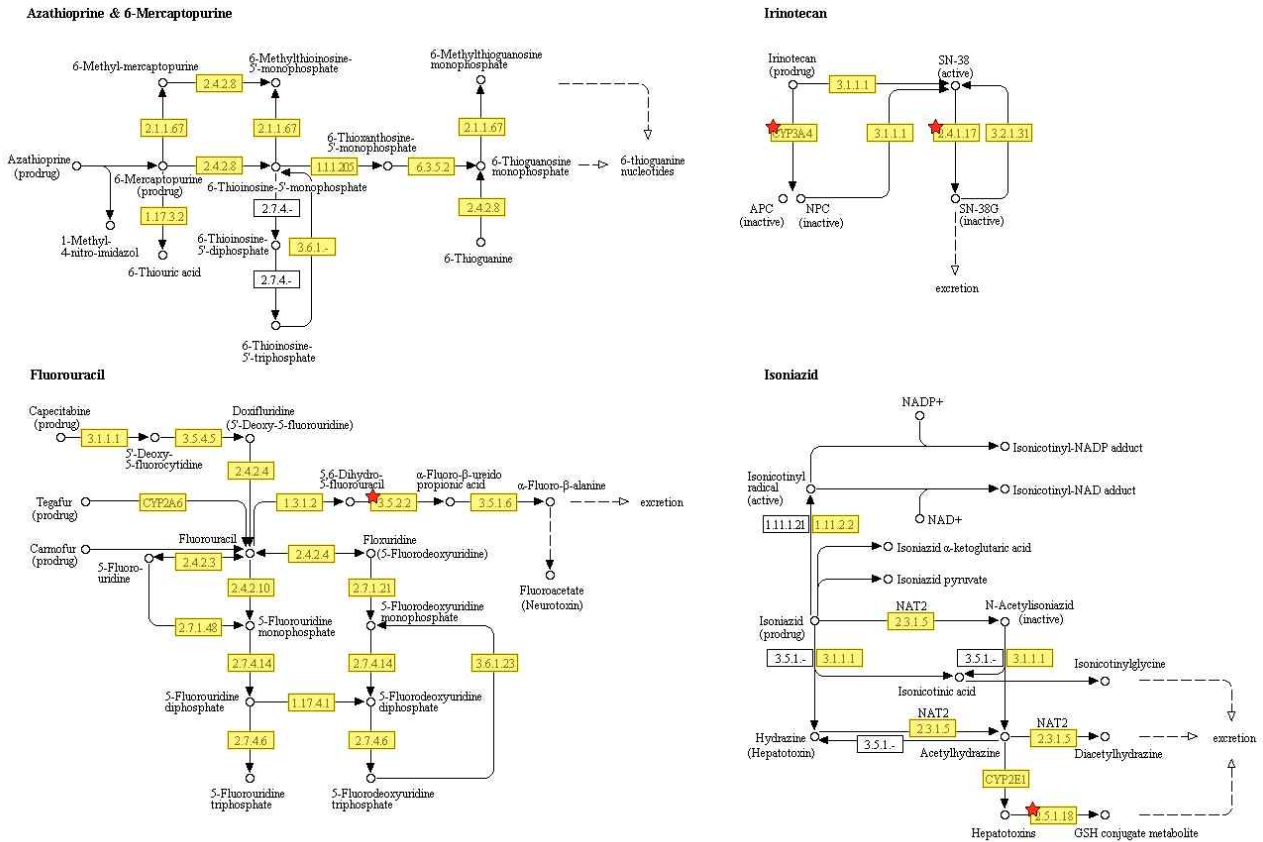 Azathioprine & 6-Mercaptopurine
6-Methyl-mercaptopurine
2.4.2.8
6-Methylthioinosine-
5'-monophosphate
6-Methylthioguanosine
monophosphate
2.1.1.67
2.1.1.67
6-Thioxanthosine-
5'-monophosphate
2.1.1.67
Azathioprine
(prodrug)
2.4.2.8
1.1.1.205
6.3.5.2
6-Thioguanosine
monophosphate
6-thioguanine
nucleotides
6-Mercaptopurine
(prodrug)
6-Thioinosine-5'-monophosphate
1.17.3.2
2.7.4.-
2.4.2.8
1-Methyl-
4-nitro-imidazol
6-Thioinosine-
5'-diphosphate
3.6.1.-
6-Thiouric acid
6-Thioguanine
2.7.4.-
6-Thioinosine-
5'-triphosphate
Irinotecan
Irinotecan
(prodrug)
SN-38
(active)
3.1.1.1
CYP3A4
3.1.1.1
2.4.1.17
3.2.1.31
APC
(inactive)
NPC
(inactive)
SN-38G
(inactive)
excretion
Fluorouracil
Capecitabine
(prodrug)
Doxifluridine
(5'-Deoxy-5-fluorouridine)
3.1.1.1
3.5.4.5
5'-Deoxy-
5-fluorocytidine
2.4.2.4
5,6-Dihydro-
5-fluorouracil
α-Fluoro-β-ureido
propionic acid
α-Fluoro-β-alanine
Tegafur
(prodrug)
CYP2A6
1.3.1.2
3.5.2.2
3.5.1.6
excretion
Carmofur
(prodrug)
Fluorouracil
Floxuridine
(5-Fluorodeoxyuridine)
2.4.2.4
5-Fluoro-
uridine
2.4.2.3
2.4.2.10
2.7.1.21
Fluoroacetate
(Neurotoxin)
2.7.1.48
5-Fluorouridine
monophosphate
5-Fluorodeoxyuridine
monophosphate
2.7.4.14
2.7.4.14
3.6.1.23
5-Fluorouridine
diphosphate
1.17.4.1
5-Fluorodeoxyuridine
diphosphate
2.7.4.6
2.7.4.6
5-Fluorouridine
triphosphate
5-Fluorodeoxyuridine
triphosphate
Isoniazid
NADP+
Isonicotinyl-NADP adduct
Isonicotinyl
radical
(active)
Isonicotinyl-NAD adduct
1.11.1.21
1.11.2.2
NAD+
Isoniazid α-ketoglutaric acid
Isoniazid pyruvate
NAT2
N-Acetylisoniazid
(inactive)
Isoniazid
(prodrug)
2.3.1.5
3.5.1.-
3.1.1.1
3.5.1.-
3.1.1.1
Isonicotinylglycine
Isonicotinic acid
NAT2
2.3.1.5
NAT2
Hydrazine
(Hepatotoxin)
3.5.1.-
Acetylhydrazine
2.3.1.5
Diacetylhydrazine
excretion
CYP2E1
2.5.1.18
Hepatotoxins
GSH conjugate metabolite